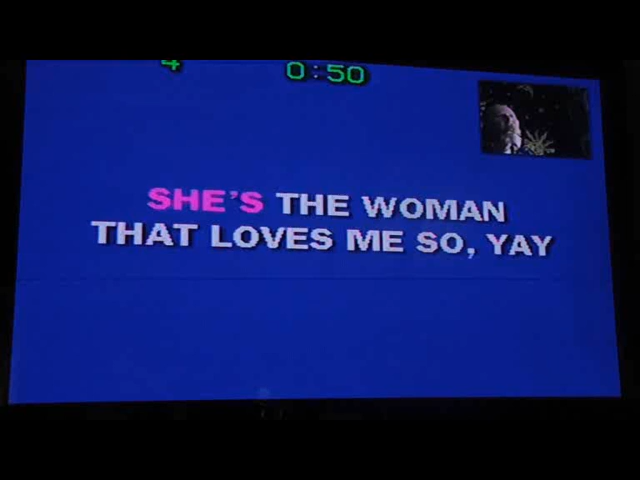 4
0:50
SHE'S THE WOMAN
THAT LOVES ME SO, YAY